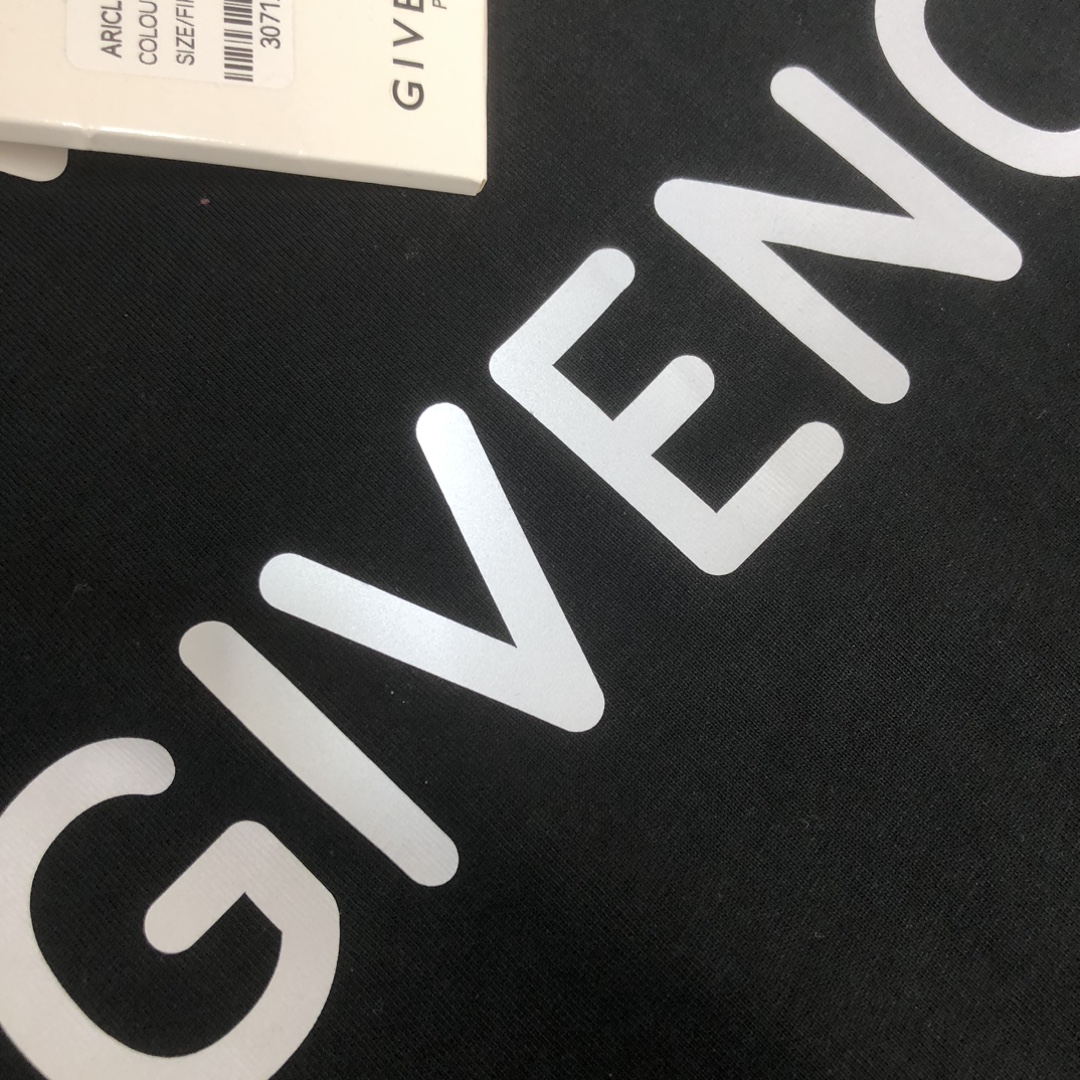 ARICL
COLOU
SIZE/FI
3071
GIVE
P
GIVENC